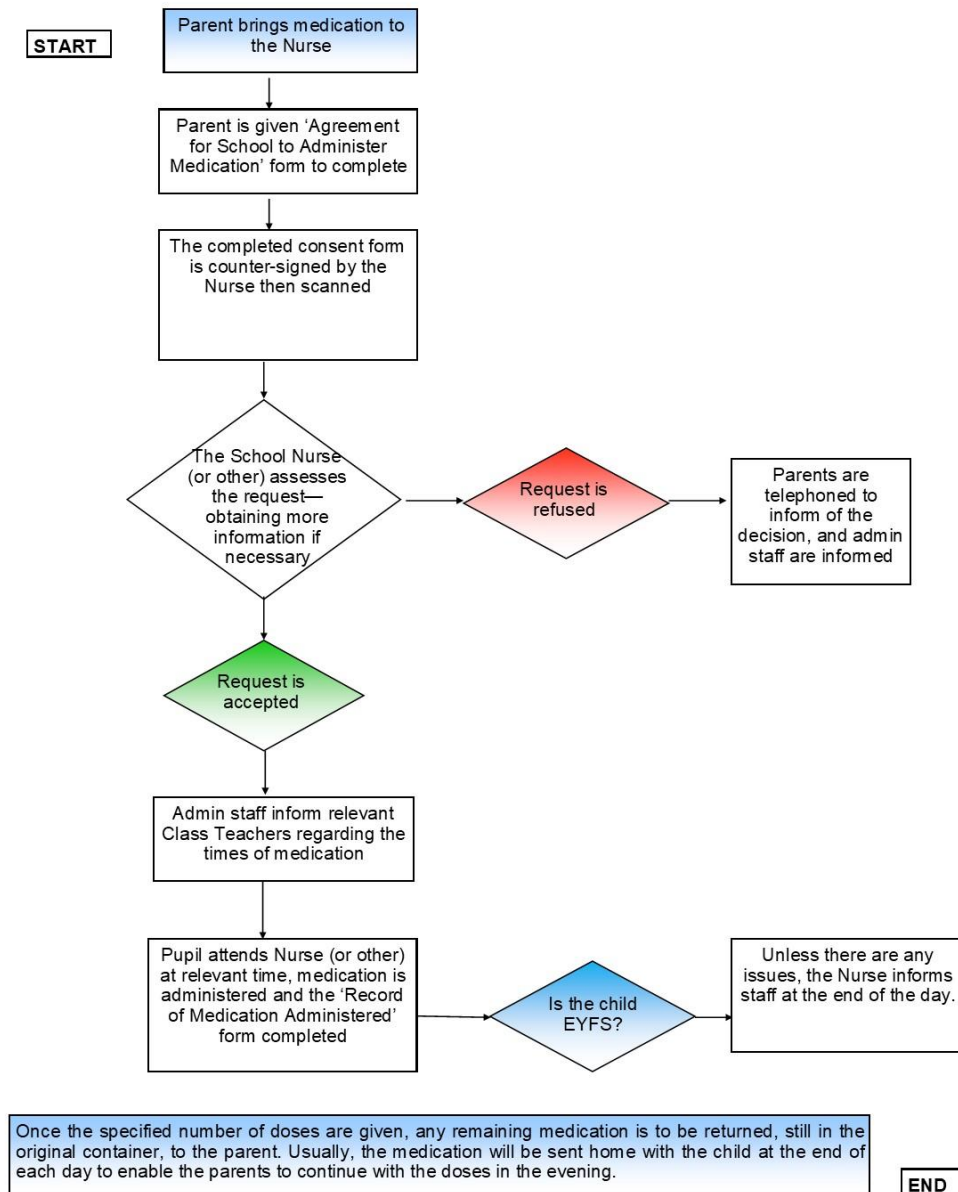 START
Parent brings medication to
the Nurse
Parent is given ‘Agreement
for School to Administer
Medication’ form to complete
The completed consent form
is counter-signed by the
Nurse then scanned
The School Nurse
(or other) assesses
the request—
obtaining more
information if
necessary
Request is
refused
Parents are
telephoned to
inform of the
decision, and admin
staff are informed
Request is
accepted
Admin staff inform relevant
Class Teachers regarding the
times of medication
Pupil attends Nurse (or other)
at relevant time, medication is
administered and the ‘Record
of Medication Administered’
form completed
Is the child
EYFS?
Unless there are any
issues, the Nurse informs
staff at the end of the day.
Once the specified number of doses are given, any remaining medication is to be returned, still in the
original container, to the parent. Usually, the medication will be sent home with the child at the end of
each day to enable the parents to continue with the doses in the evening.
END